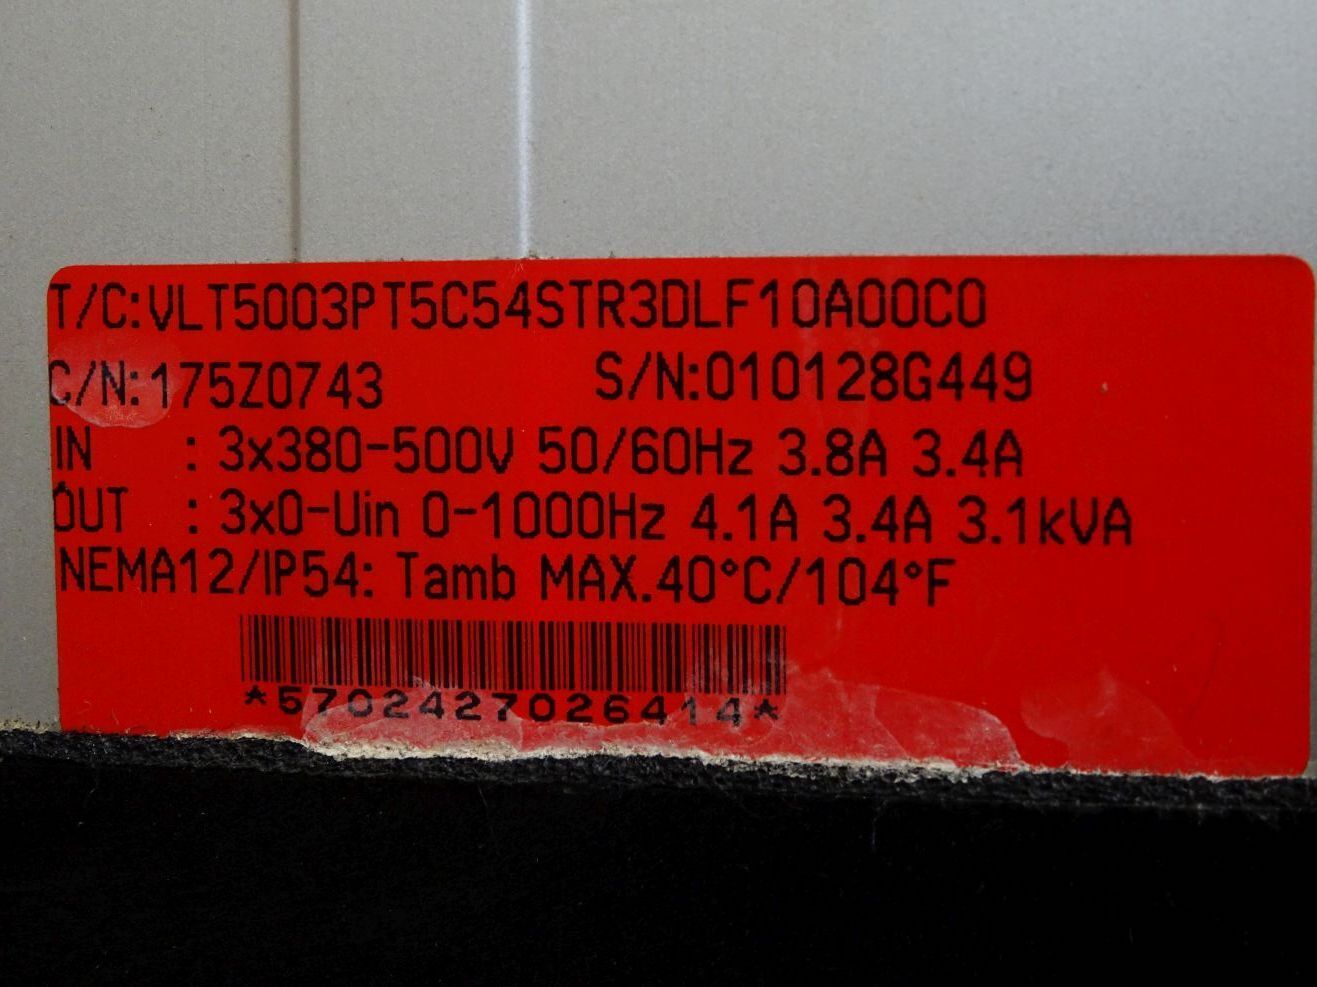 T/C:VLT5003PT5C54STR3DLF10A00C0
C/N:175Z0743 S/N:010128G449
IN : 3x380-500V 50/60Hz 3.8A 3.4A
OUT : 3x0-Uin 0-1000Hz 4.1A 3.4A 3.1kVA
NEMA12/IP54: Tamb MAX.40°C/104°F
*5702427026414*